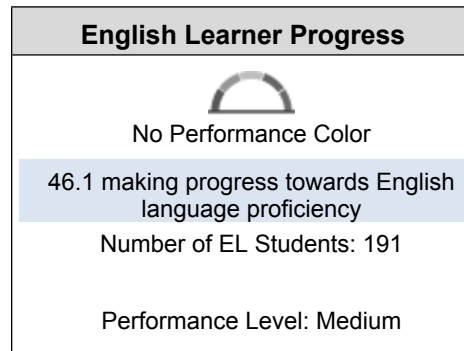 English Learner Progress
No Performance Color
46.1 making progress towards English
language proficiency
Number of EL Students: 191
Performance Level: Medium